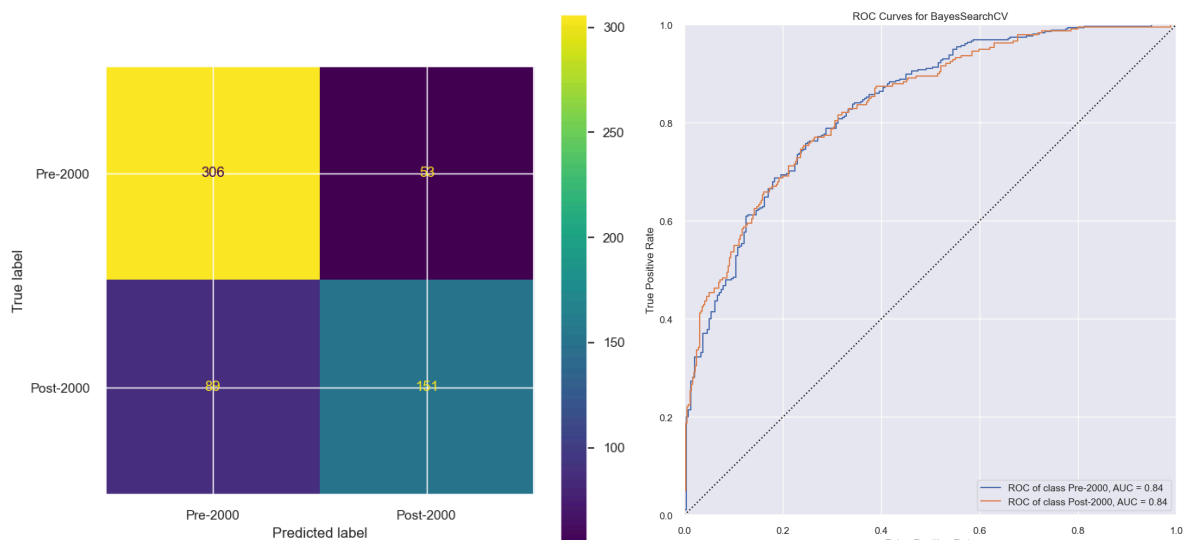 300
250
200
150
100
Pre-2000
Post-2000
True label
306
53
89
151
Pre-2000
Post-2000
Predicted label
ROC Curves for BayesSearchCV
True Positive Rate
1.0
0.8
0.6
0.4
0.2
0.0
0.0
0.2
0.4
0.6
0.8
1.0
ROC of class Pre-2000, AUC = 0.84
ROC of class Post-2000, AUC = 0.84